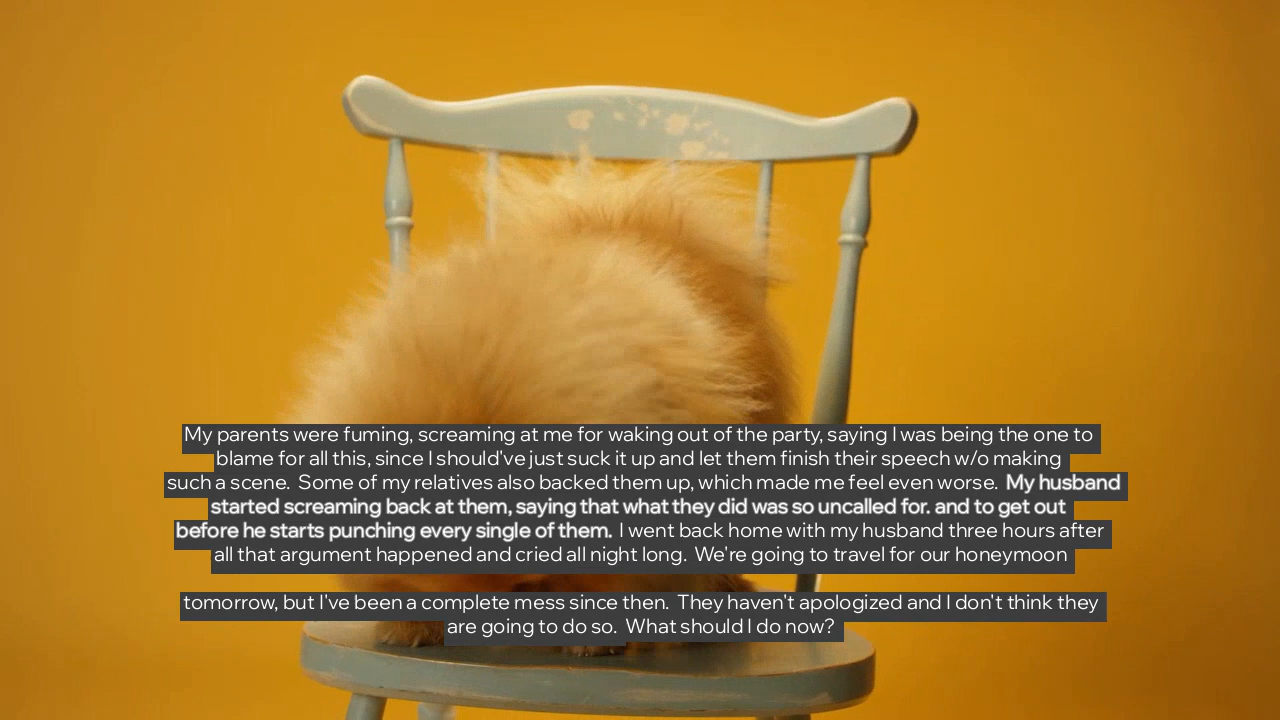 My parents were fuming, screaming at me for waking out of the party, saying I was being the one to
blame for all this, since I should've just suck it up and let them finish their speech w/o making
such a scene. Some of my relatives also backed them up, which made me feel even worse. My husband
started screaming back at them, saying that what they did was so uncalled for. and to get out
before he starts punching every single of them. I went back home with my husband three hours after
all that argument happened and cried all night long. We're going to travel for our honeymoon
tomorrow, but I've been a complete mess since then. They haven't apologized and I don't think they
are going to do so. What should I do now?